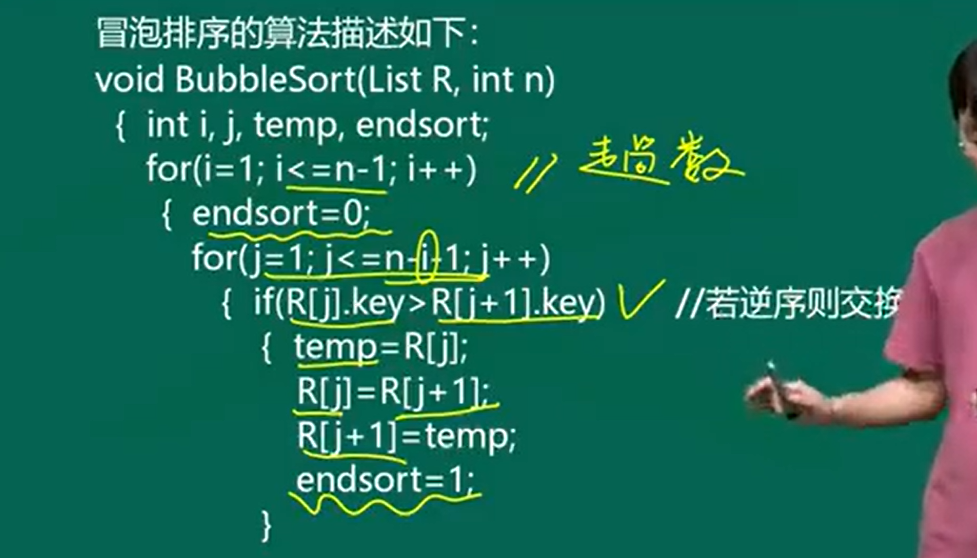 冒泡排序的算法描述如下：
void BubbleSort(List R, int n)
{ int i, j, temp, endsort;
for(i=1; i<=n-1; i++) // 趟数
{ endsort=0;
for(j=1; j<=n-i-1; j++)
{ if(R[j].key>R[j+1].key) //若逆序则交换
{ temp=R[j];
R[j]=R[j+1];
R[j+1]=temp;
endsort=1;
}